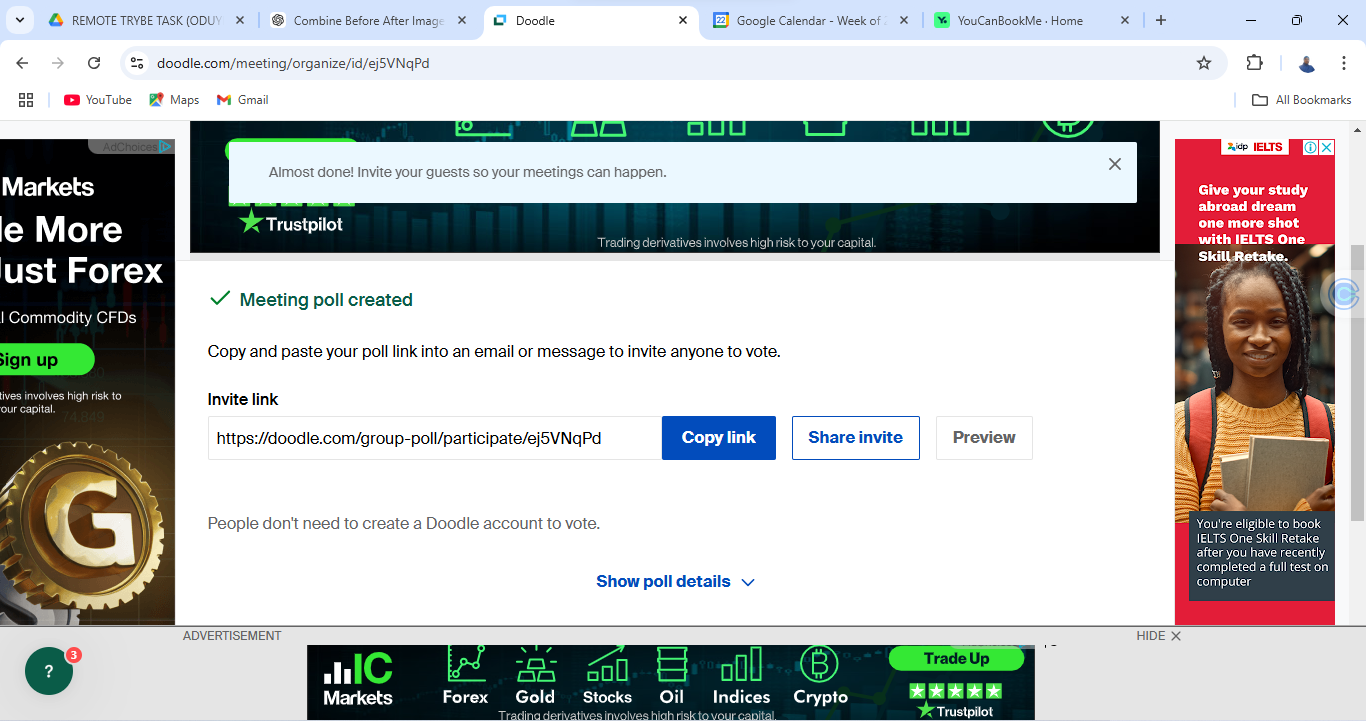 REMOTE TRYBE TASK (ODUY
Combine Before After Image
Doodle
Google Calendar - Week of 2
YouCanBookMe · Home
doodle.com/meeting/organize/id/ej5VNqPd
YouTube
Maps
Gmail
All Bookmarks
AdChoices
Markets
le More
Just Forex
l Commodity CFDs
Sign up
tives involves high risk to
your capital.
74,849
G
Almost done! Invite your guests so your meetings can happen.
Trustpilot
Trading derivatives involves high risk to your capital.
Meeting poll created
Copy and paste your poll link into an email or message to invite anyone to vote.
Invite link
https://doodle.com/group-poll/participate/ej5VNqPd
Copy link
Share invite
Preview
People don't need to create a Doodle account to vote.
Show poll details
idp IELTS
Give your study
abroad dream
one more shot
with IELTS One
Skill Retake.
You're eligible to book
IELTS One Skill Retake
after you have recently
completed a full test on
computer
ADVERTISEMENT
HIDE
?
3
IC
Markets
Forex
Gold
Stocks
Oil
Indices
Crypto
Trade Up
Trustpilot
Trading derivatives involves high risk to your capital.